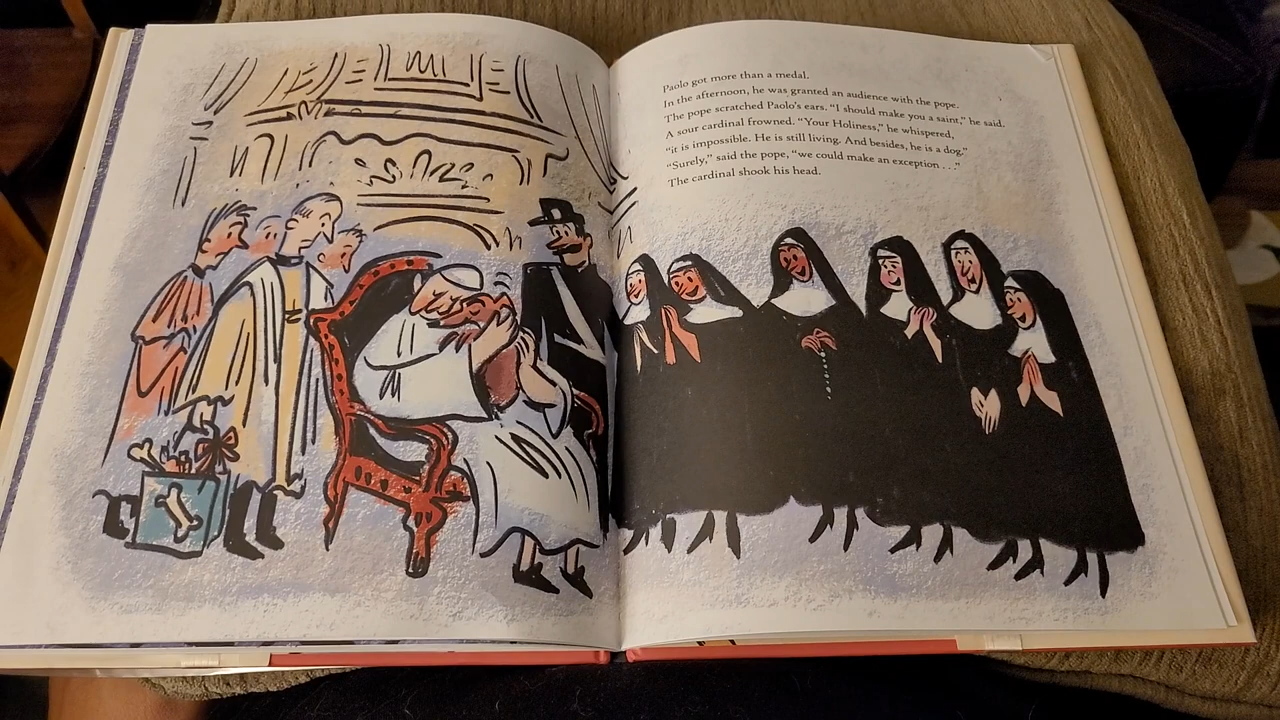 Paolo got more than a medal.
In the afternoon, he was granted an audience with the pope.
The pope scratched Paolo's ears. "I should make you a saint," he said.
A sour cardinal frowned. "Your Holiness," he whispered,
"it is impossible. He is still living. And besides, he is a dog."
"Surely," said the pope, "we could make an exception . . ."
The cardinal shook his head.